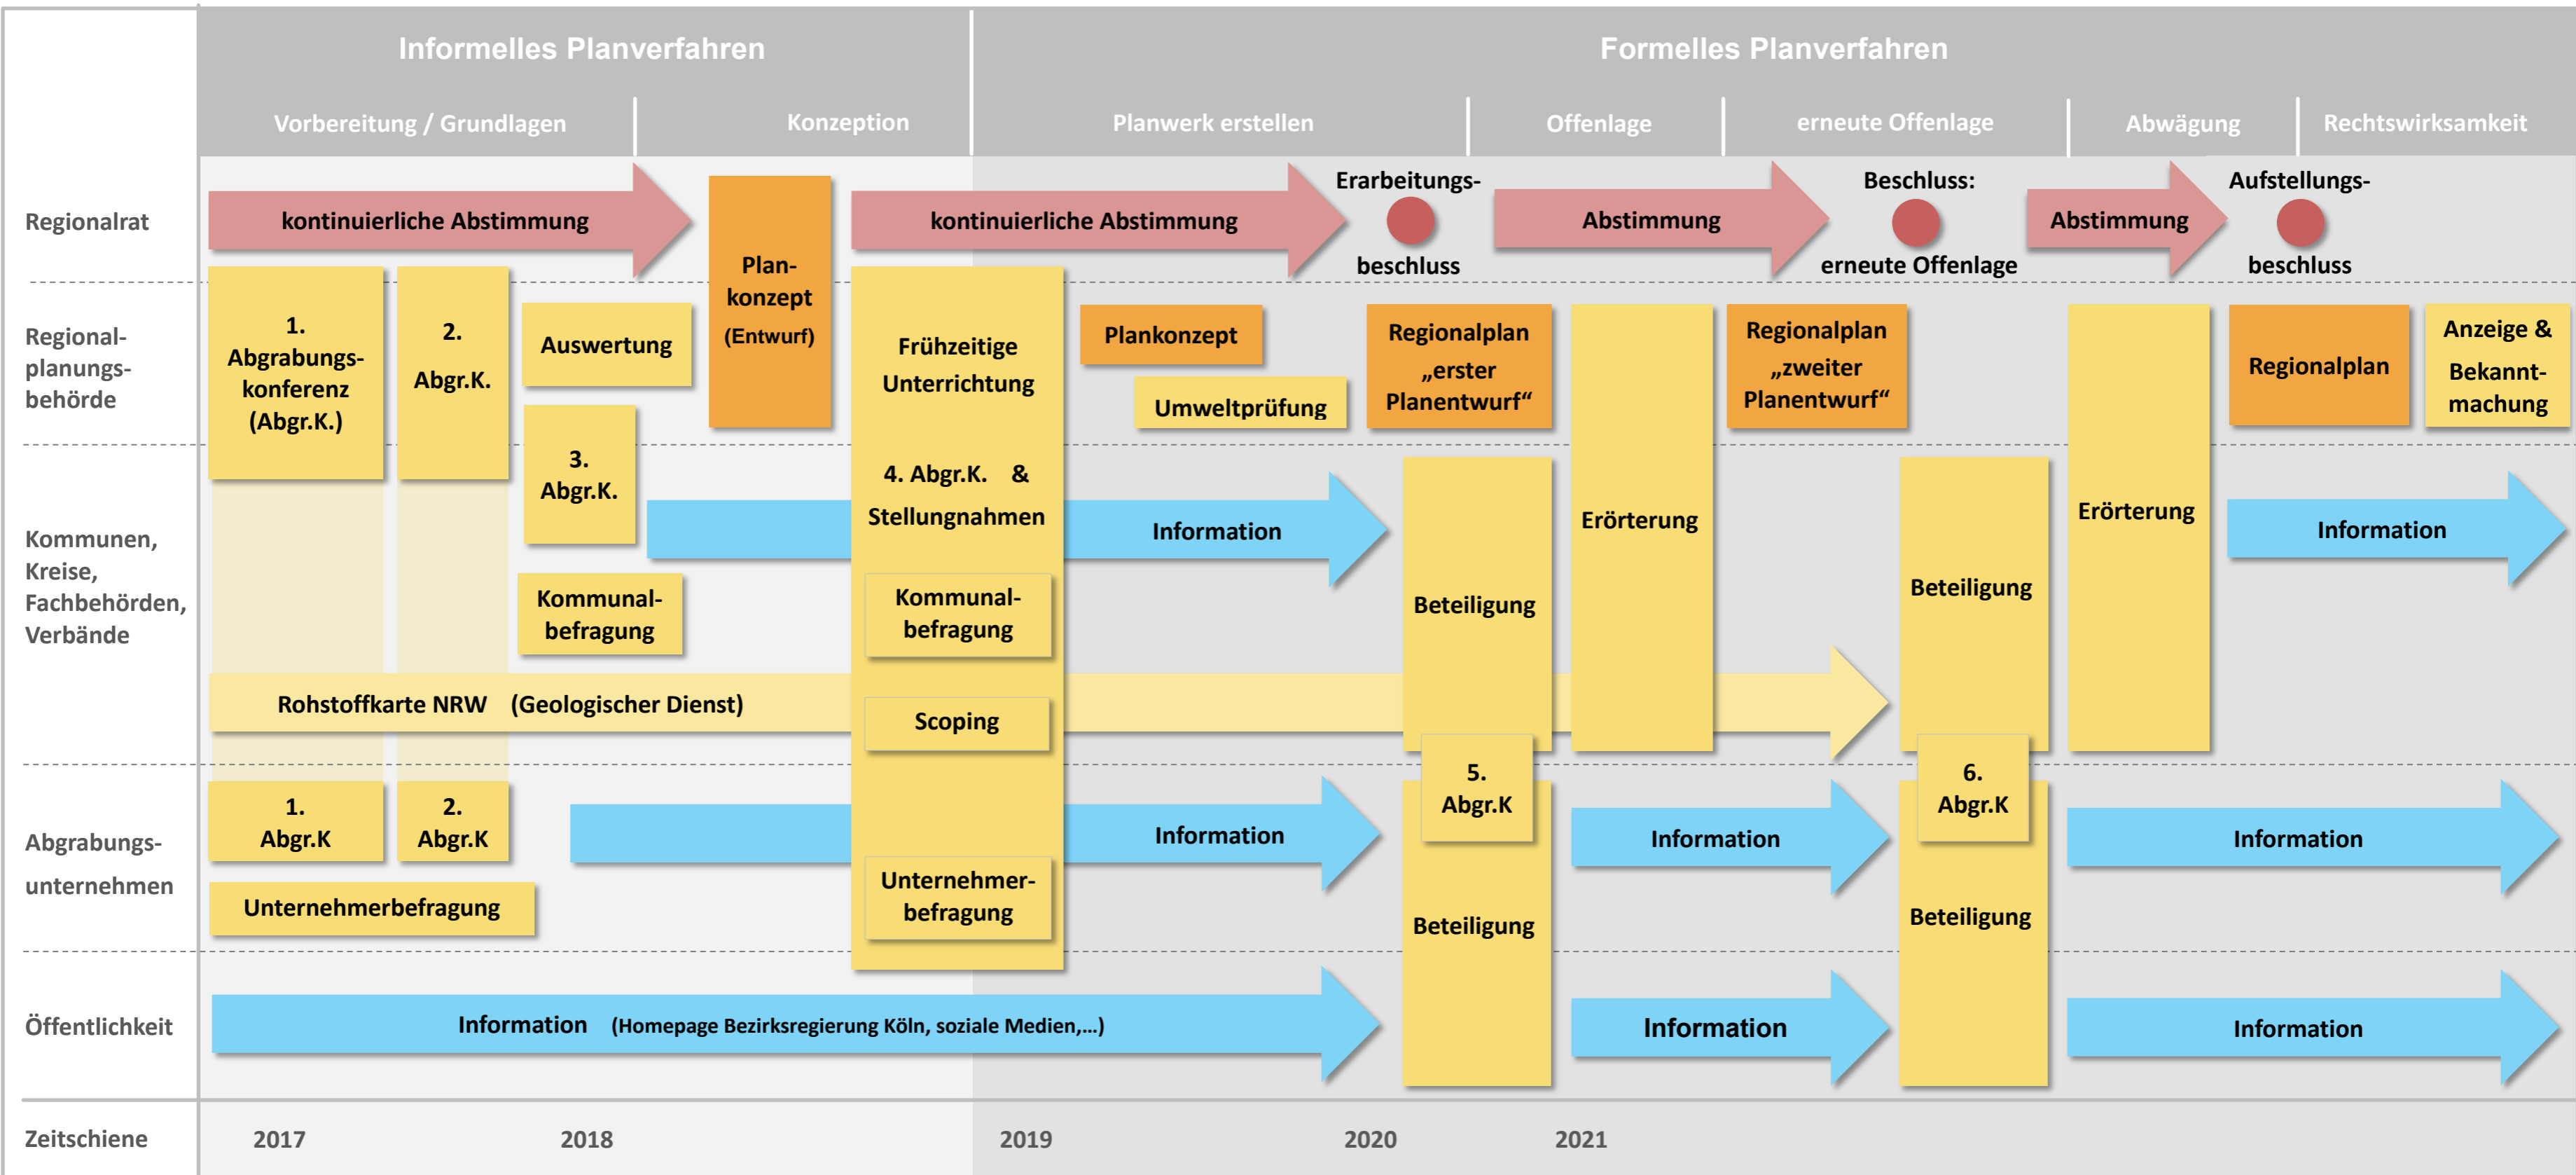 Informelles Planverfahren
Formelles Planverfahren
Vorbereitung / Grundlagen
Konzeption
Planwerk erstellen
Offenlage
erneute Offenlage
Abwägung
Rechtswirksamkeit
Regionalrat
kontinuierliche Abstimmung
Plan-
konzept
(Entwurf)
kontinuierliche Abstimmung
Erarbeitungs-
beschluss
Abstimmung
Beschluss:
erneute Offenlage
Abstimmung
Aufstellungs-
beschluss
Regional-
planungs-
behörde
1.
Abgrabungs-
konferenz
(Abgr.K.)
2.
Abgr.K.
Auswertung
3.
Abgr.K.
Frühzeitige
Unterrichtung
4. Abgr.K. &
Stellungnahmen
Plankonzept
Umweltprüfung
Regionalplan
„erster
Planentwurf“
Erörterung
Regionalplan
„zweiter
Planentwurf“
Erörterung
Regionalplan
Anzeige &
Bekannt-
machung
Kommunen,
Kreise,
Fachbehörden,
Verbände
Kommunal-
befragung
Kommunal-
befragung
Scoping
Information
Beteiligung
Beteiligung
Information
Rohstoffkarte NRW (Geologischer Dienst)
Abgrabungs-
unternehmen
1.
Abgr.K
2.
Abgr.K
Unternehmerbefragung
Unternehmer-
befragung
Information
5.
Abgr.K
Beteiligung
Information
6.
Abgr.K
Beteiligung
Information
Öffentlichkeit
Information (Homepage Bezirksregierung Köln, soziale Medien,...)
Information
Information
Zeitschiene
2017
2018
2019
2020
2021